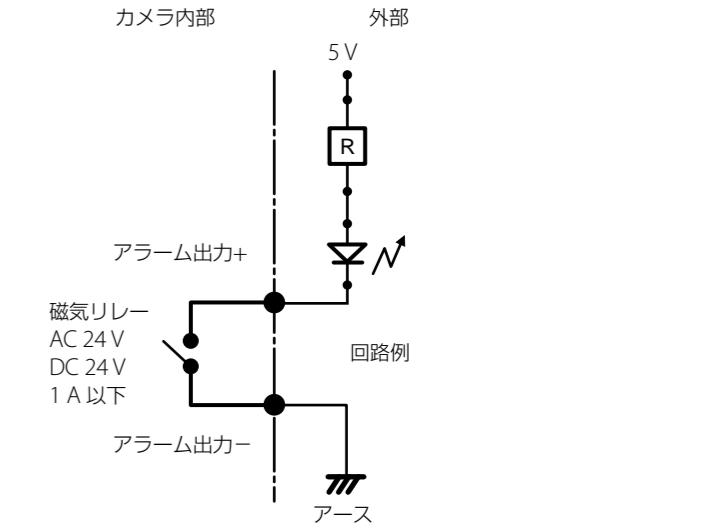 カメラ内部
外部
5 V
R
アラーム出力+
磁気リレー
AC 24 V
DC 24 V
1 A 以下
回路例
アラーム出力－
アース